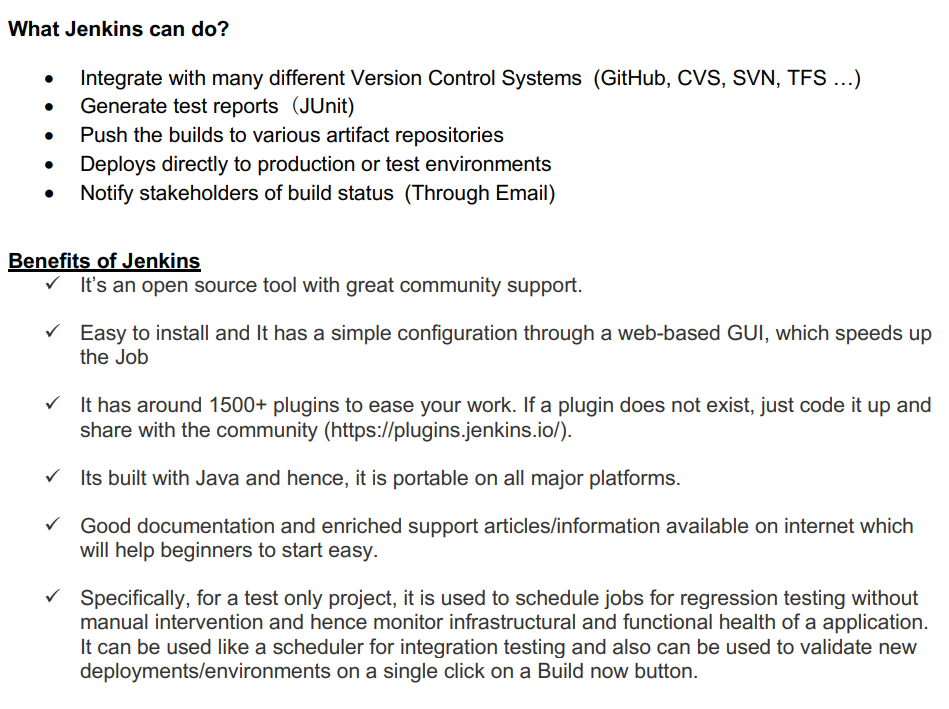 What Jenkins can do?
• Integrate with many different Version Control Systems (GitHub, CVS, SVN, TFS …)
• Generate test reports（JUnit)
• Push the builds to various artifact repositories
• Deploys directly to production or test environments
• Notify stakeholders of build status (Through Email)
Benefits of Jenkins
✓ It’s an open source tool with great community support.
✓ Easy to install and It has a simple configuration through a web-based GUI, which speeds up
the Job
✓ It has around 1500+ plugins to ease your work. If a plugin does not exist, just code it up and
share with the community (https://plugins.jenkins.io/).
✓ Its built with Java and hence, it is portable on all major platforms.
✓ Good documentation and enriched support articles/information available on internet which
will help beginners to start easy.
✓ Specifically, for a test only project, it is used to schedule jobs for regression testing without
manual intervention and hence monitor infrastructural and functional health of a application.
It can be used like a scheduler for integration testing and also can be used to validate new
deployments/environments on a single click on a Build now button.